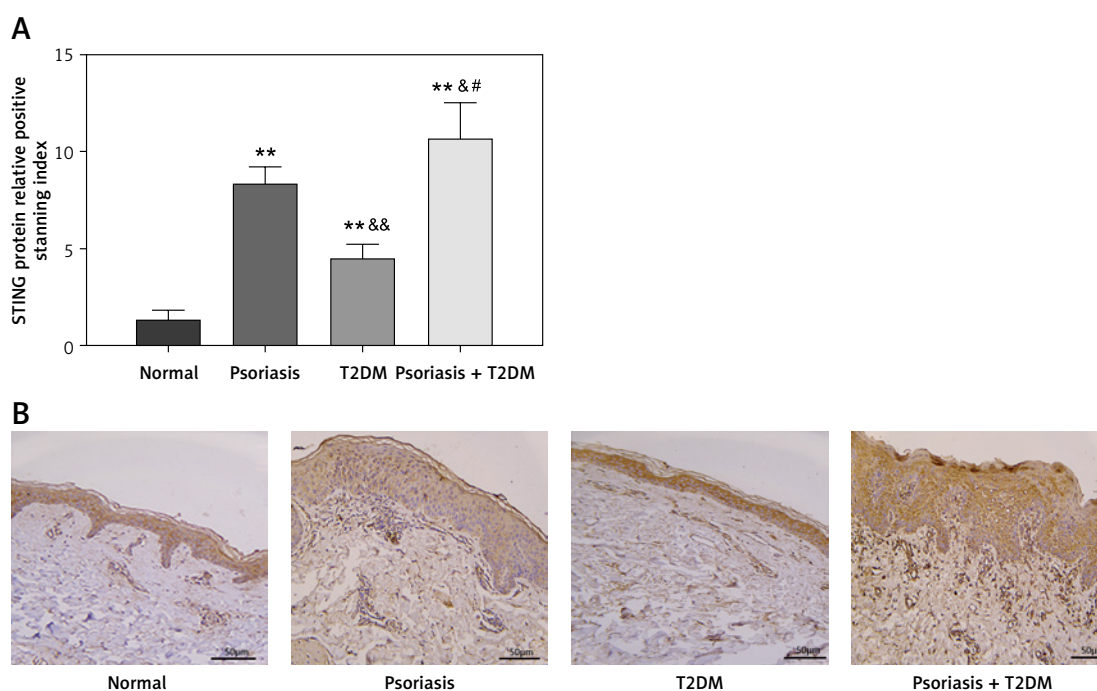 A
STING protein relative positive
stanning index
15
10
5
0
**
** &&
** & #
Normal
Psoriasis
T2DM
Psoriasis + T2DM
B
50μm
50μm
50μm
50μm
Normal
Psoriasis
T2DM
Psoriasis + T2DM